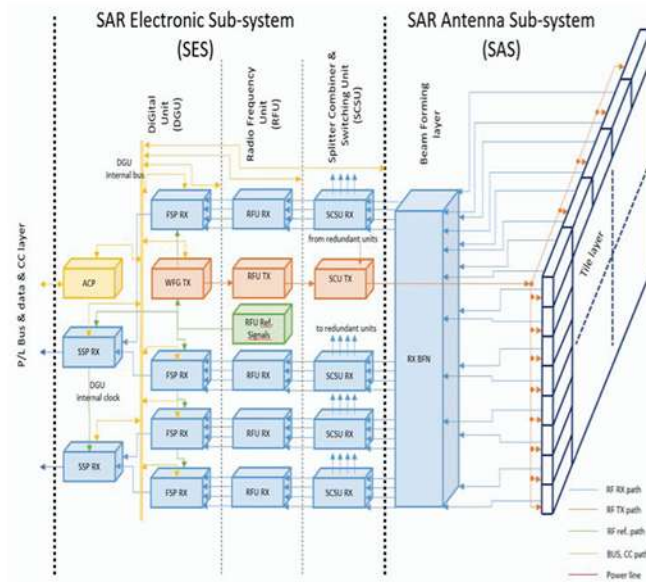 SAR Electronic Sub-system
(SES)
SAR Antenna Sub-system
(SAS)
DiGital
Unit
(DGU)
Radio Frequency
Unit
(RFU)
Splitter Combiner &
Switching Unit
(SCSU)
Beam Forming
layer
Tile layer
P/L Bus & data & CC layer
DGU
Internal bus
FSP RX
RFU RX
SCSU RX
from redundant units
ACP
WFG TX
RFU TX
SCU TX
RFU Ref.
Signals
to redundant units
SSP RX
FSP RX
RFU RX
SCSU RX
RX BFN
DGU
Internal clock
FSP RX
RFU RX
SCSU RX
SSP RX
FSP RX
RFU RX
SCSU RX
RF RX path
RF TX path
RF ref. path
BUS, CC path
Power line